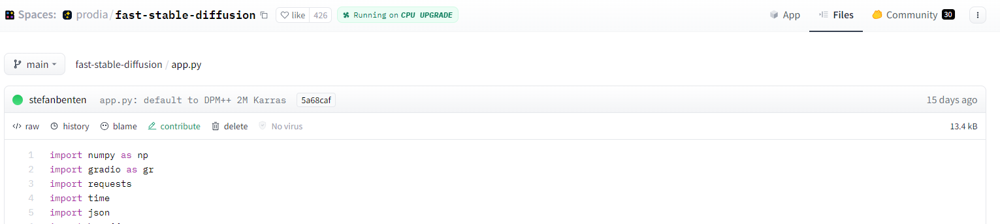 Spaces: prodia/fast-stable-diffusion like 426 Running on CPU UPGRADE App Files Community 30
main fast-stable-diffusion / app.py
stefanbenten app.py: default to DPM++ 2M Karras 5a68caf 15 days ago
</> raw history blame contribute delete No virus 13.4 kB
1 import numpy as np
2 import gradio as gr
3 import requests
4 import time
5 import json